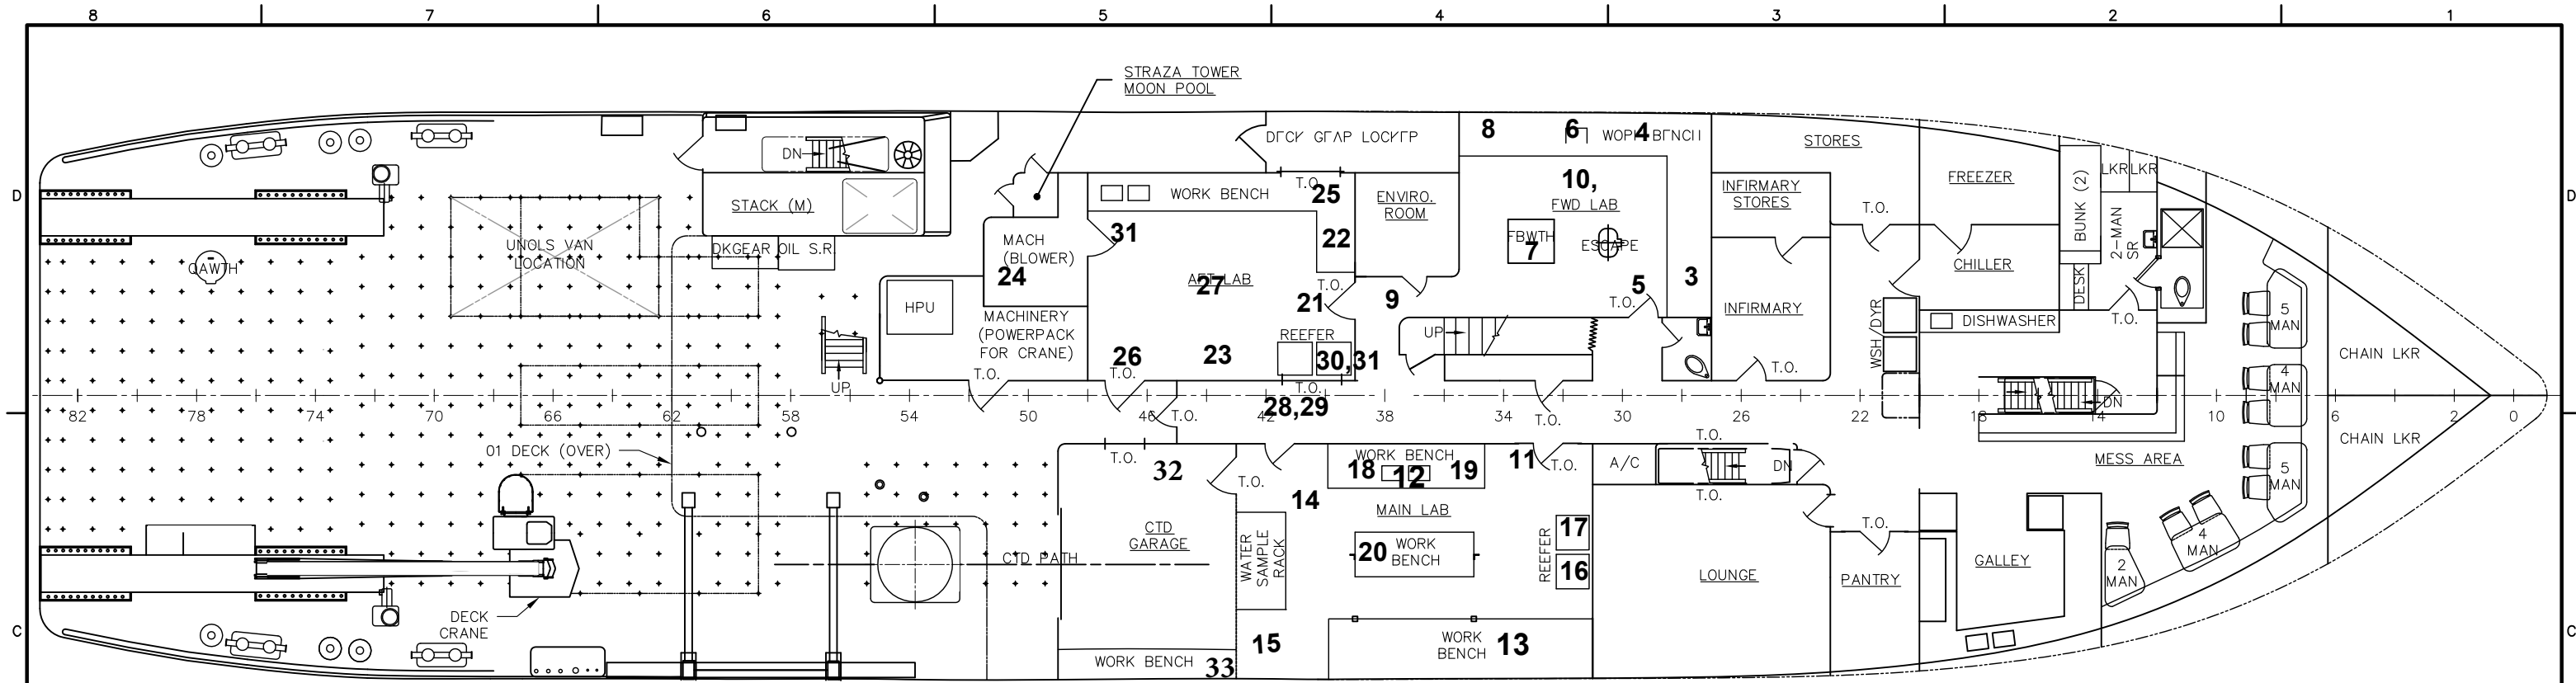 8 7 6 5 4 3 2 1
STRAZA TOWER
MOON POOL
D
D
DN
STACK (M)
DKGEAR OIL S.R.
UNOLS VAN
LOCATION
QAWTH
HPU
MACH
(BLOWER)
24
MACHINERY
(POWERPACK
FOR CRANE)
T.O.
UP
WORK BENCH
T.O.
25
31
22
AFT LAB
27
T.O.
21
REEFER
30,31
23
26
T.O.
T.O.
28,29
T.O.
ENVIRO.
ROOM
9
8
6
WORK BENCH
4
10,
FWD LAB
FBWTH
7
ESCAPE
3
5
T.O.
UP
T.O.
STORES
INFIRMARY
STORES
INFIRMARY
T.O.
T.O.
FREEZER
CHILLER
WSH/DYR
DISHWASHER
BUNK (2)
LKR LKR
2-MAN
SR
DESK
T.O.
5
MAN
4
MAN
5
MAN
4
MAN
2
MAN
CHAIN LKR
CHAIN LKR
82 78 74 70 66 62 58 54 50 46 42 38 34 30 26 22 18 4 10 6 2 0
DN
MESS AREA
01 DECK (OVER)
T.O.
32
CTD
GARAGE
CTD PATH
WORK BENCH
33
T.O.
14
WATER
SAMPLE
RACK
15
WORK BENCH
18
12
19
MAIN LAB
20
WORK
BENCH
11
T.O.
REEFER
17
16
WORK
BENCH
13
A/C
T.O.
DN
T.O.
LOUNGE
T.O.
PANTRY
GALLEY
DECK
CRANE
C
C